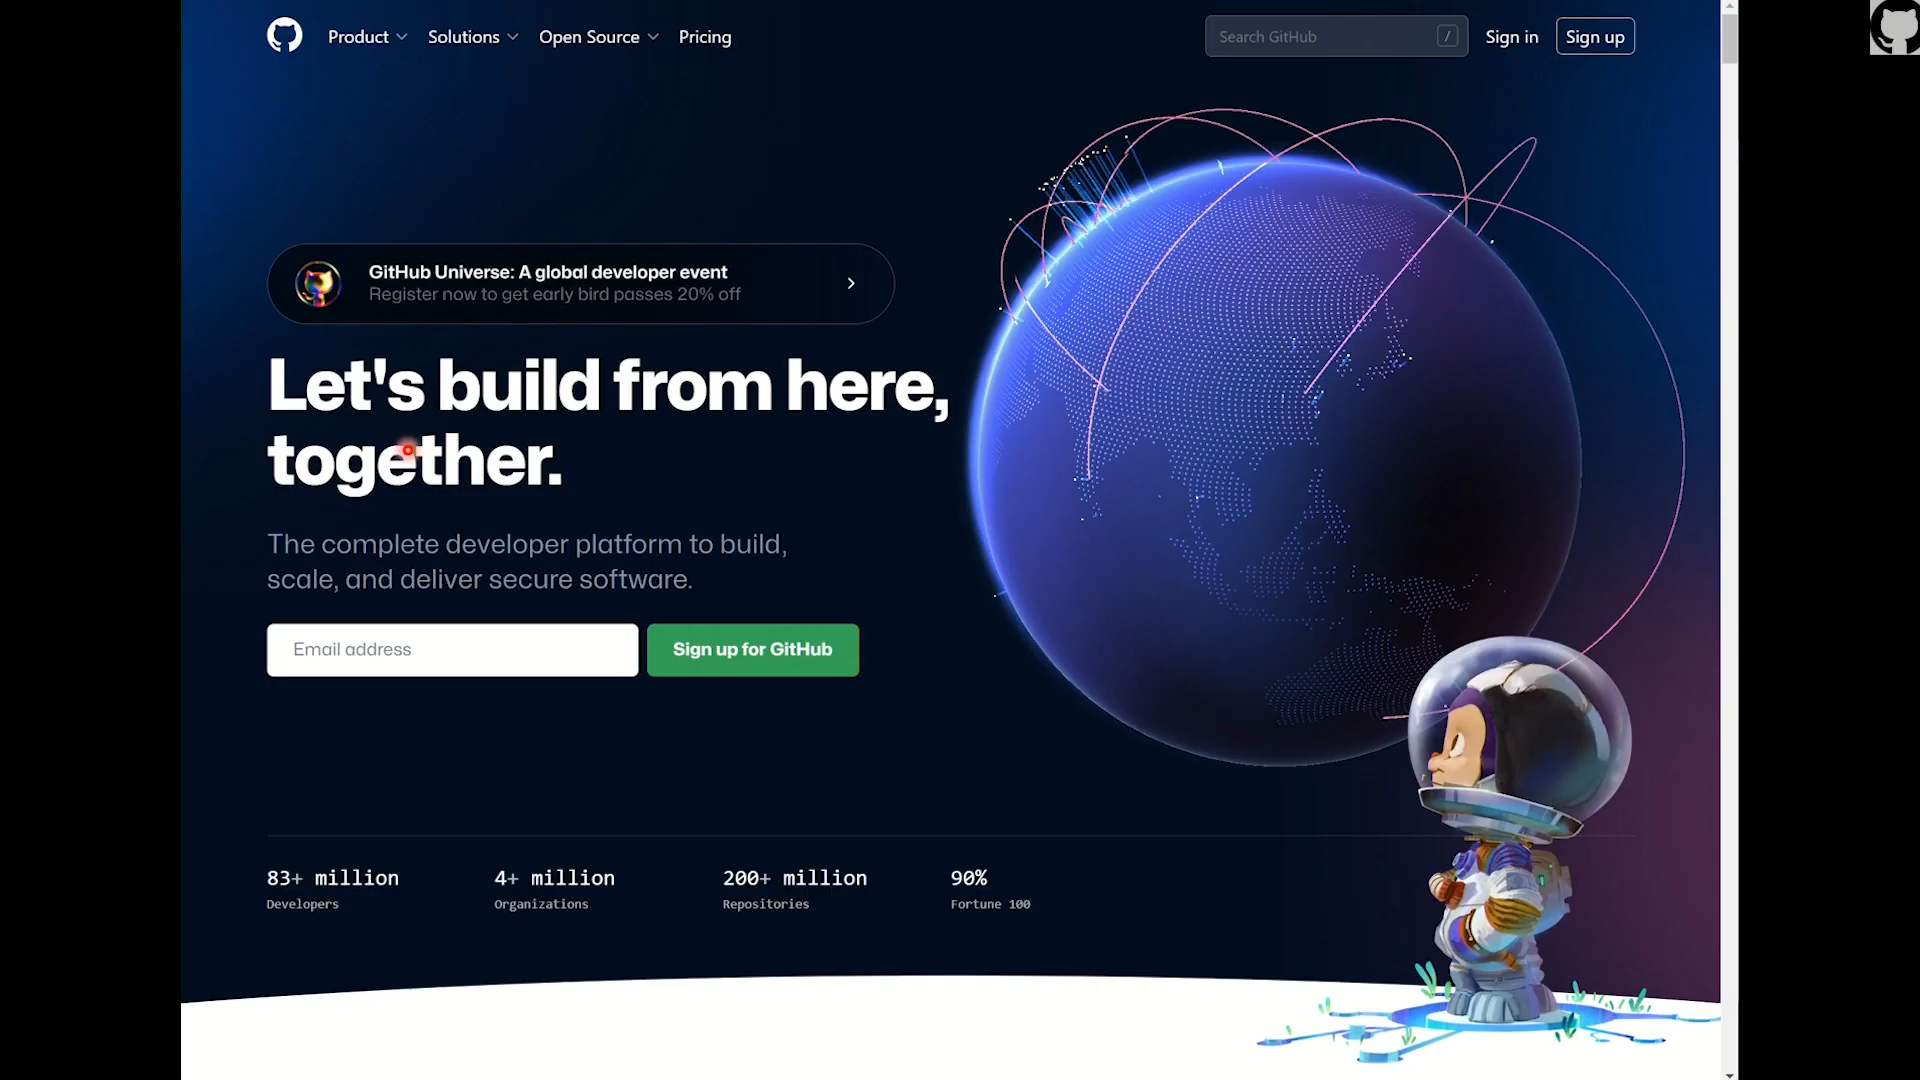 Product
Solutions
Open Source
Pricing
Search GitHub
/
Sign in
Sign up
GitHub Universe: A global developer event
Register now to get early bird passes 20% off
Let's build from here,
together.
The complete developer platform to build,
scale, and deliver secure software.
Email address
Sign up for GitHub
83+ million
Developers
4+ million
Organizations
200+ million
Repositories
90%
Fortune 100